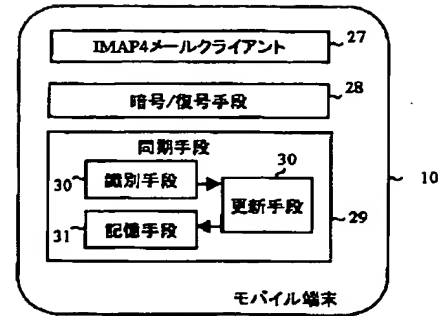 IMAP4メールクライアント
27
暗号/復号手段
28
同期手段
30
識別手段
30
更新手段
10
31
記憶手段
29
モバイル端末